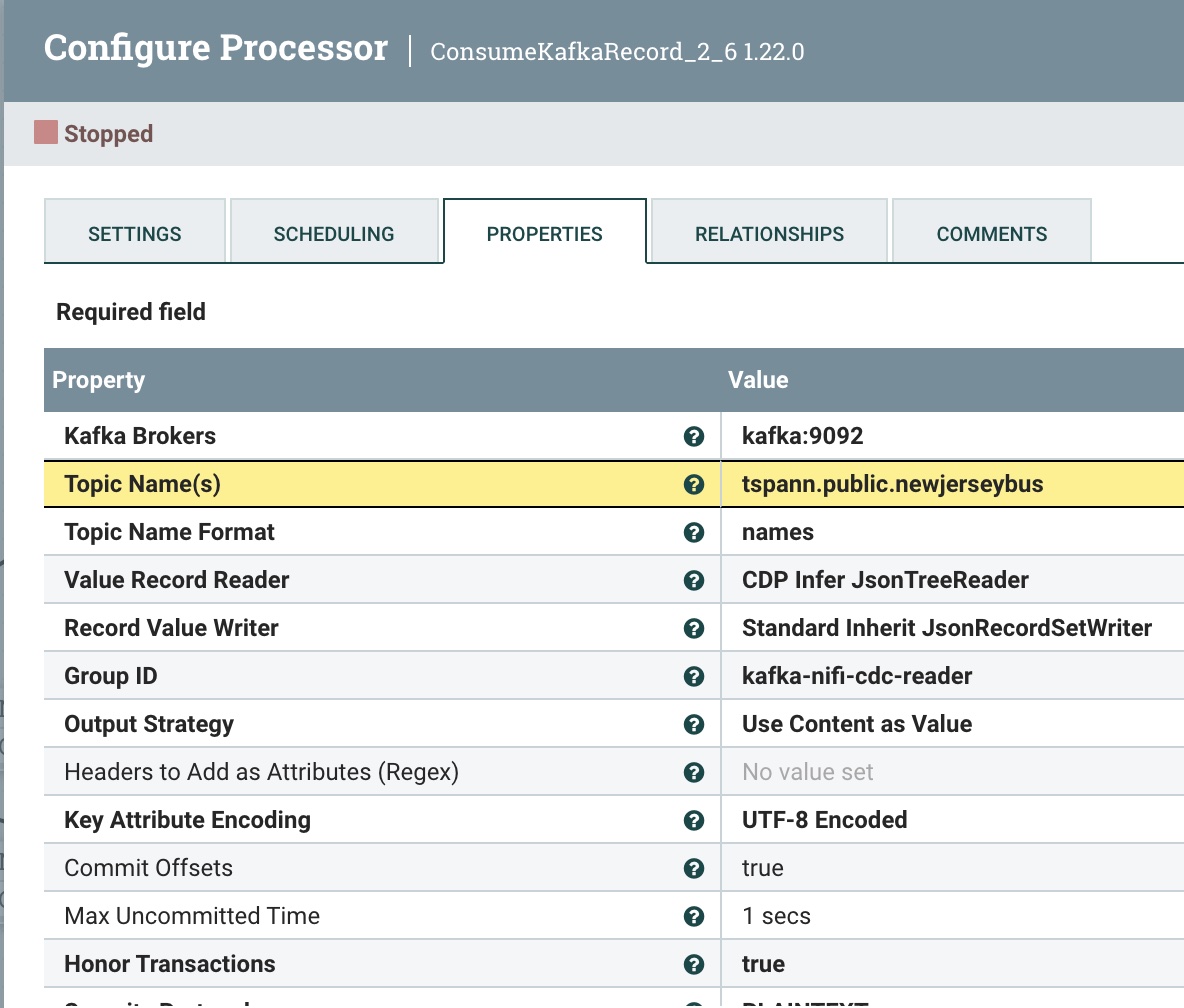 Configure Processor | ConsumeKafkaRecord_2_6 1.22.0
Stopped
SETTINGS SCHEDULING PROPERTIES RELATIONSHIPS COMMENTS
Required field
Property Value
Kafka Brokers kafka:9092
Topic Name(s) tspann.public.newjerseybus
Topic Name Format names
Value Record Reader CDP Infer JsonTreeReader
Record Value Writer Standard Inherit JsonRecordSetWriter
Group ID kafka-nifi-cdc-reader
Output Strategy Use Content as Value
Headers to Add as Attributes (Regex) No value set
Key Attribute Encoding UTF-8 Encoded
Commit Offsets true
Max Uncommitted Time 1 secs
Honor Transactions true